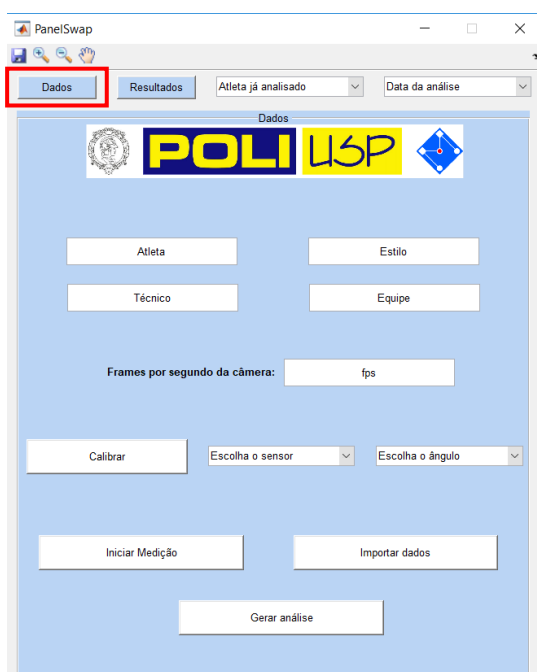 PanelSwap
Dados Resultados Atleta já analisado Data da análise
Dados
POLI USP
Atleta Estilo
Técnico Equipe
Frames por segundo da câmera: fps
Calibrar Escolha o sensor Escolha o ângulo
Iniciar Medição Importar dados
Gerar análise